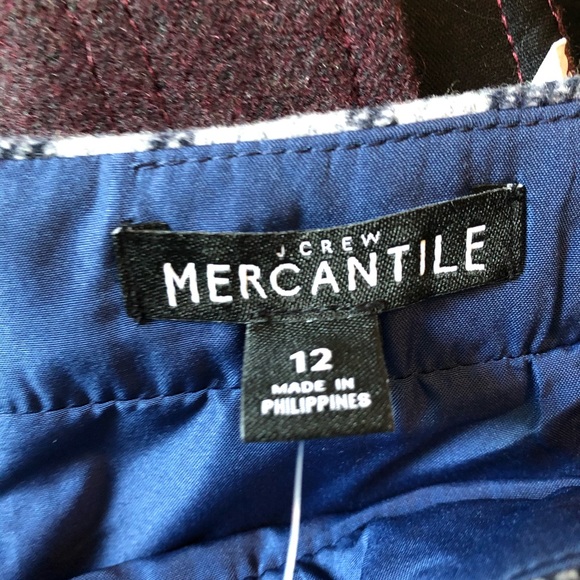 J.CREW
MERCANTILE
12
MADE IN
PHILIPPINES